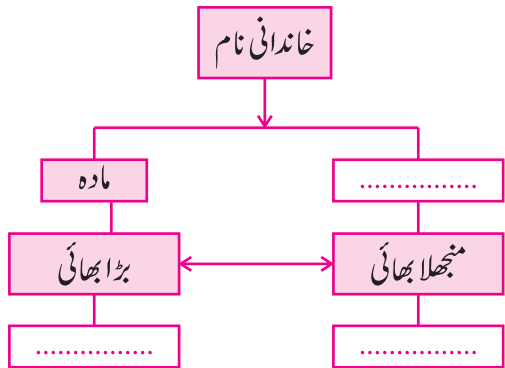 خاندانی نام
................
مادہ
منجھلا بھائی
بڑا بھائی
................
................